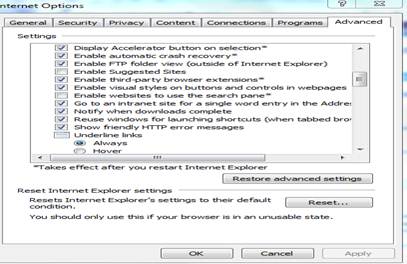 nternet Options
General Security Privacy Content Connections Programs Advanced
Settings
Display Accelerator button on selection*
Enable automatic crash recovery*
Enable FTP folder view (outside of Internet Explorer)
Enable Suggested Sites
Enable third-party browser extensions*
Enable visual styles on buttons and controls in webpages
Enable websites to use the search pane*
Go to an intranet site for a single word entry in the Addres
Notify when downloads complete
Reuse windows for launching shortcuts (when tabbed brow
Show friendly HTTP error messages
Underline links
Always
Hover
*Takes effect after you restart Internet Explorer
Restore advanced settings
Reset Internet Explorer settings
Resets Internet Explorer's settings to their default
condition.
Reset...
You should only use this if your browser is in an unusable state.
OK Cancel Apply